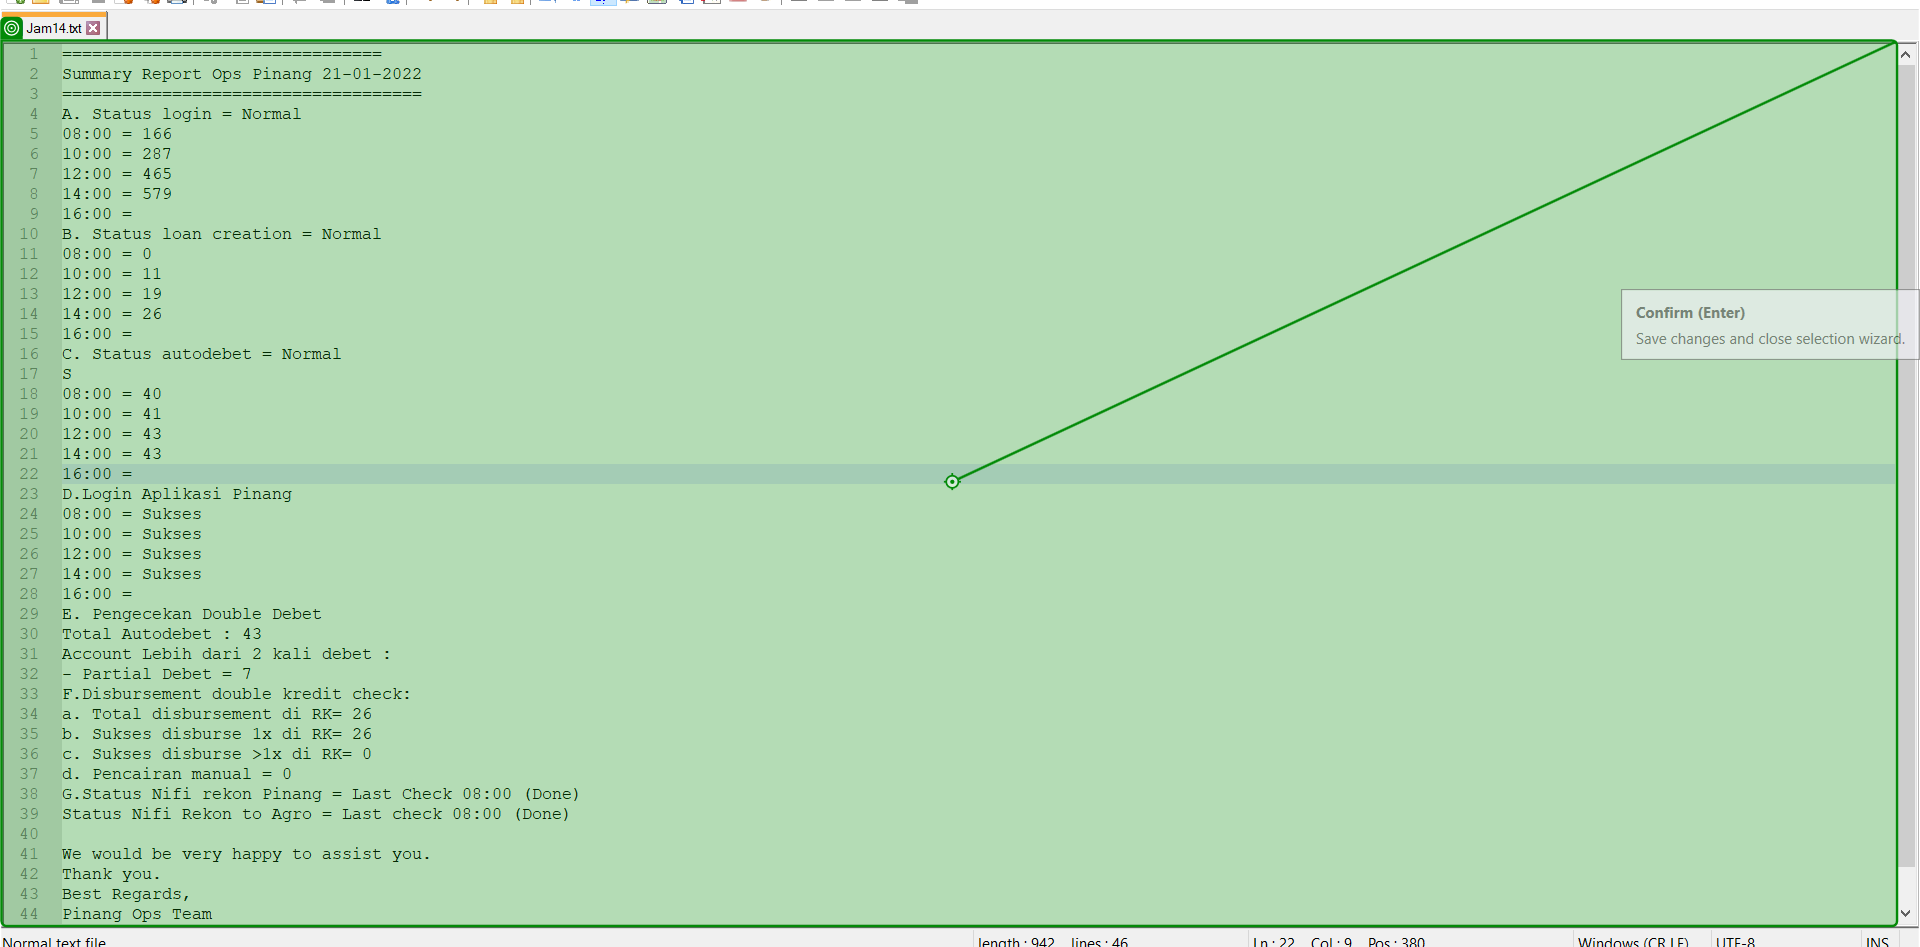 Jam14.txt
1 ================================
2 Summary Report Ops Pinang 21-01-2022
3 ====================================
4 A. Status login = Normal
5 08:00 = 166
6 10:00 = 287
7 12:00 = 465
8 14:00 = 579
9 16:00 =
10 B. Status loan creation = Normal
11 08:00 = 0
12 10:00 = 11
13 12:00 = 19
14 14:00 = 26
15 16:00 =
16 C. Status autodebet = Normal
17 S
18 08:00 = 40
19 10:00 = 41
20 12:00 = 43
21 14:00 = 43
22 16:00 =
23 D.Login Aplikasi Pinang
24 08:00 = Sukses
25 10:00 = Sukses
26 12:00 = Sukses
27 14:00 = Sukses
28 16:00 =
29 E. Pengecekan Double Debet
30 Total Autodebet : 43
31 Account Lebih dari 2 kali debet :
32 - Partial Debet = 7
33 F.Disbursement double kredit check:
34 a. Total disbursement di RK= 26
35 b. Sukses disburse 1x di RK= 26
36 c. Sukses disburse >1x di RK= 0
37 d. Pencairan manual = 0
38 G.Status Nifi rekon Pinang = Last Check 08:00 (Done)
39 Status Nifi Rekon to Agro = Last check 08:00 (Done)
40
41 We would be very happy to assist you.
42 Thank you.
43 Best Regards,
44 Pinang Ops Team
Confirm (Enter)
Save changes and close selection wizard.
Normal text file length : 942 lines : 46 Ln : 22 Col : 9 Pos : 380 Windows (CR LF) UTF-8 INS